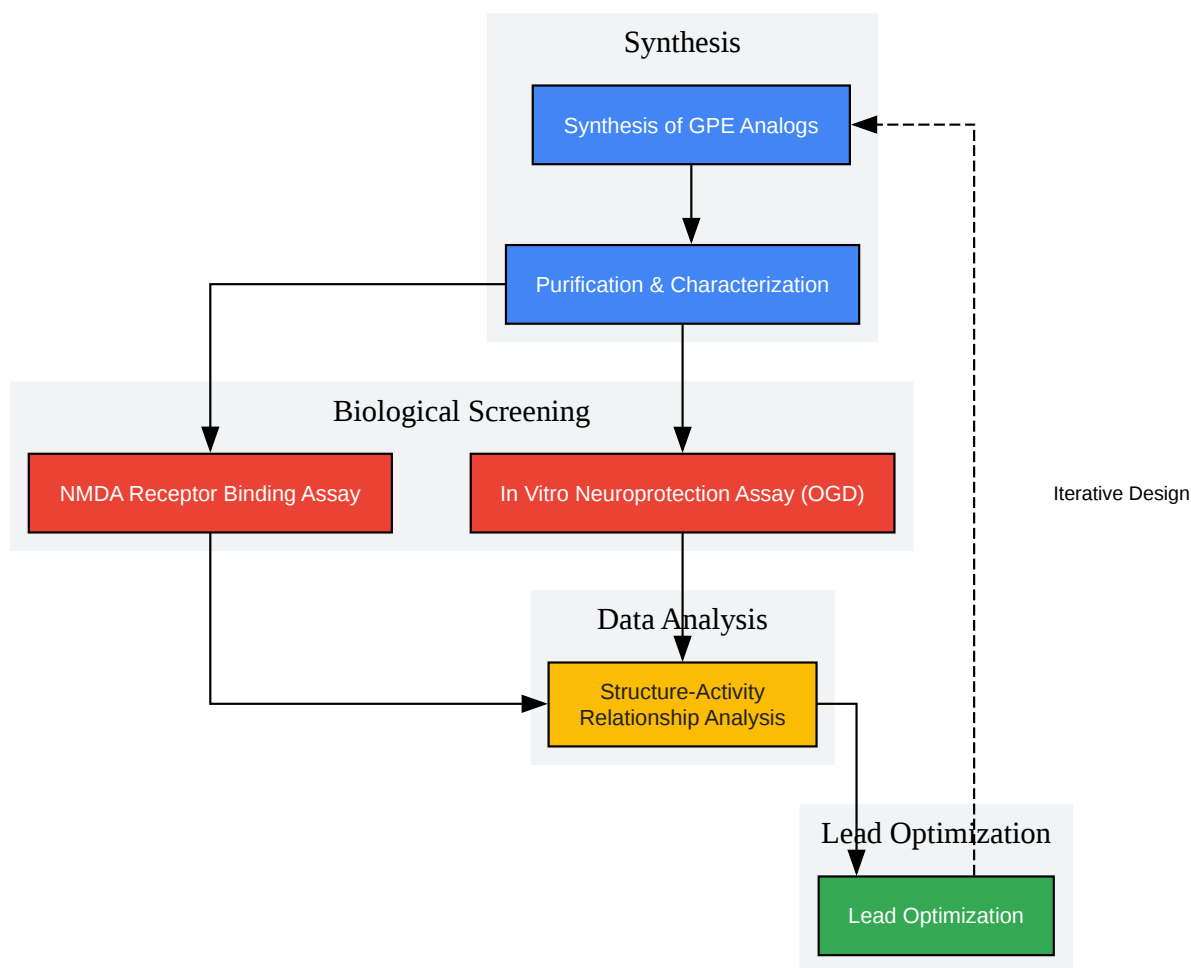 Synthesis
Synthesis of GPE Analogs
Purification & Characterization
Biological Screening
NMDA Receptor Binding Assay
In Vitro Neuroprotection Assay (OGD)
Iterative Design
Data Analysis
Structure-Activity
Relationship Analysis
Lead Optimization
Lead Optimization